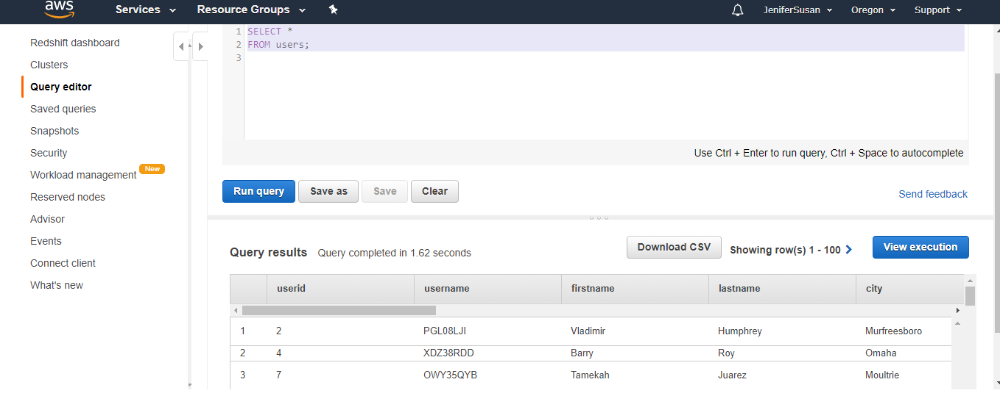 aws Services Resource Groups JeniferSusan Oregon Support
Redshift dashboard
Clusters
Query editor
Saved queries
Snapshots
Security
Workload management New
Reserved nodes
Advisor
Events
Connect client
What's new
1 SELECT *
2 FROM users;
3
Use Ctrl + Enter to run query, Ctrl + Space to autocomplete
Run query Save as Save Clear Send feedback
Query results Query completed in 1.62 seconds Download CSV Showing row(s) 1 - 100 View execution
userid username firstname lastname city
1 2 PGL08LJI Vladimir Humphrey Murfreesboro
2 4 XDZ38RDD Barry Roy Omaha
3 7 OWY35QYB Tamekah Juarez Moultrie